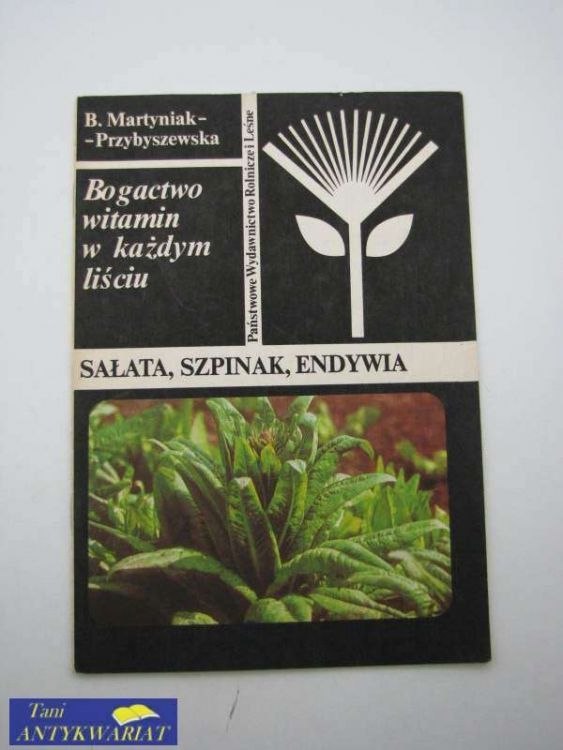 B. Martyniak-
-Przybyszewska
Bogactwo
witamin
w każdym
liściu
Państwowe Wydawnictwo Rolnicze i Leśne
SAŁATA, SZPINAK, ENDYWIA
Tani
ANTYKWARIAT